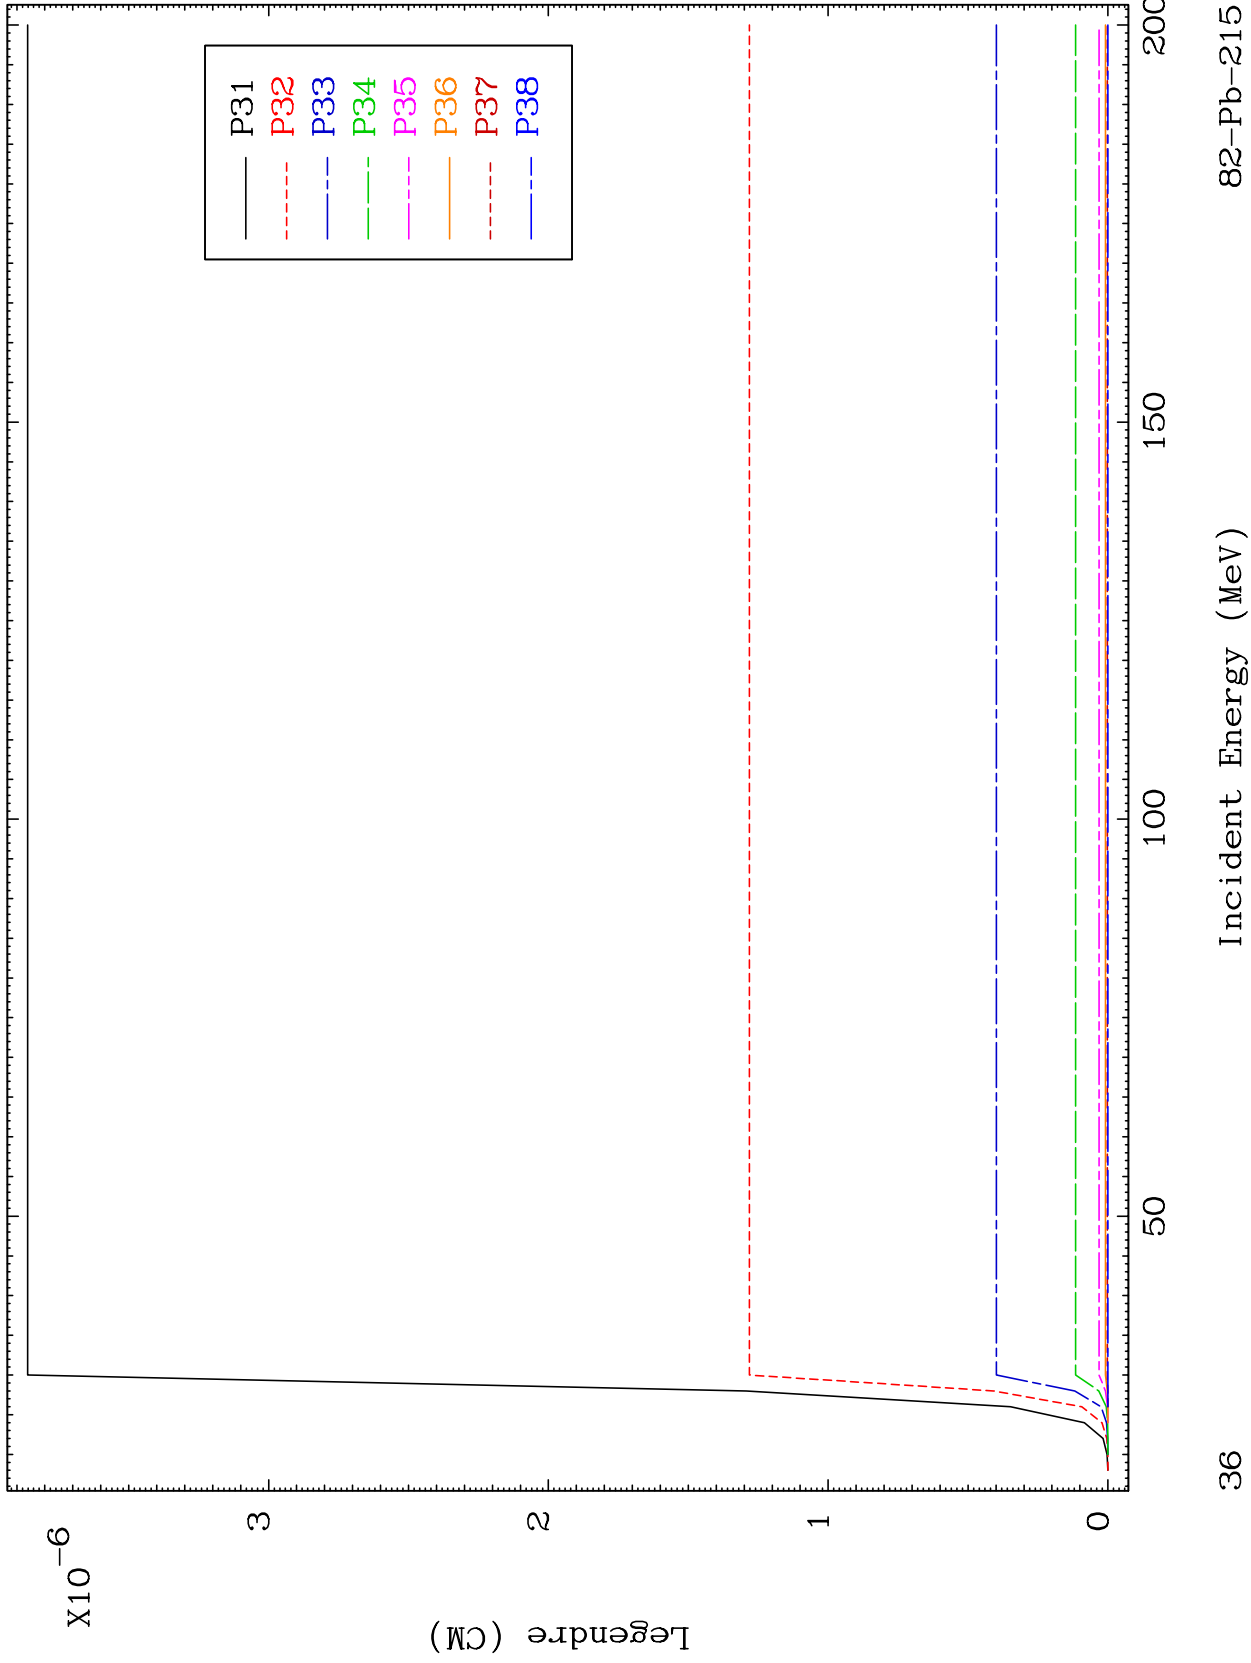 X10-6
Legendre (CM)
3
2
1
0
P31
P32
P33
P34
P35
P36
P37
P38
50
100
150
200
Incident Energy (MeV)
36
82-Pb-215